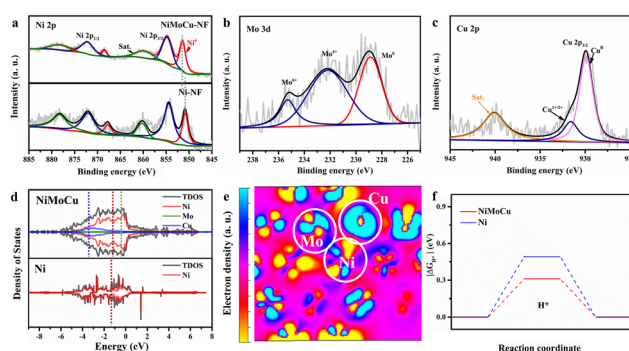 a
Ni 2p
NiMoCu-NF
Ni 2p1/2
Ni 2p3/2
Sat.
Ni⁰
Ni-NF
Intensity (a. u.)
885 880 875 870 865 860 855 850 845
Binding energy (eV)
b
Mo 3d
Mo⁶⁺
Mo⁴⁺
Mo⁰
Intensity (a. u.)
239 236 234 232 230 228 226
Binding energy (eV)
c
Cu 2p
Cu 2p3/2
Cu⁰
Cu¹⁺/²⁺
Sat.
Intensity (a. u.)
945 940 935 930 925
Binding energy (eV)
d
NiMoCu
TDOS
Ni
Mo
Cu
Ni
TDOS
Ni
Density of States
-8 -6 -4 -2 0 2 4 6 8
Energy (eV)
e
Electron density (a. u.)
Mo
Cu
Ni
f
NiMoCu
Ni
|ΔGH*| (eV)
0.9
0.6
0.3
0.0
H*
Reaction coordinate